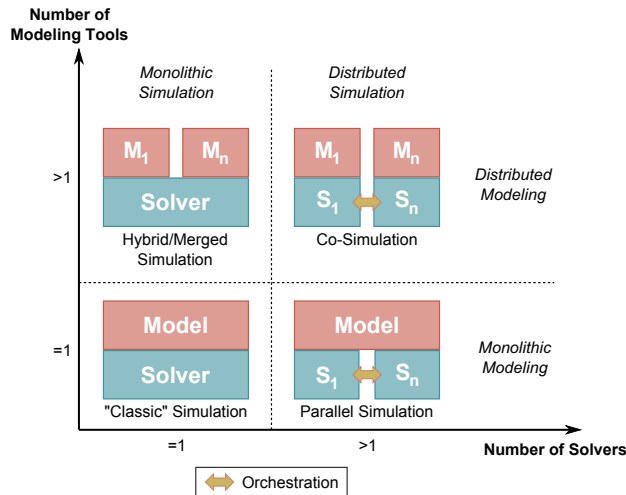 Number of
Modeling Tools
Monolithic
Simulation
Distributed
Simulation
M1 Mn
M1 Mn
>1
Solver
S1 Sn
Distributed
Modeling
Hybrid/Merged
Simulation
Co-Simulation
Model
Model
=1
Solver
S1 Sn
Monolithic
Modeling
"Classic" Simulation
Parallel Simulation
=1
>1
Number of Solvers
Orchestration